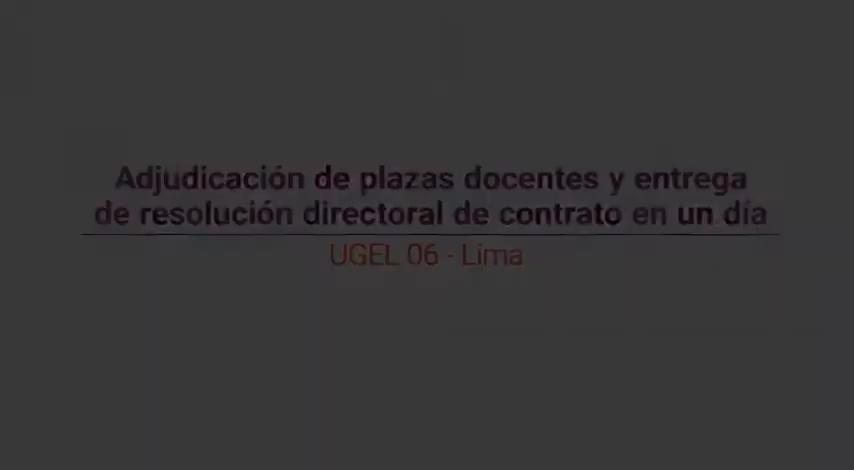 Adjudicación de plazas docentes y entrega
de resolución directoral de contrato en un día
UGEL 06 - Lima